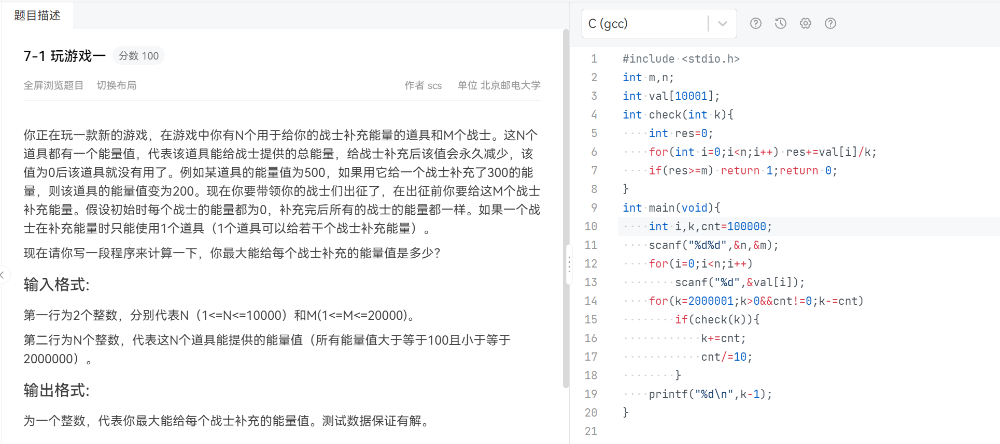 题目描述
7-1 玩游戏一 分数 100
全屏浏览题目 切换布局 作者 scs 单位 北京邮电大学
你正在玩一款新的游戏，在游戏中你有N个用于给你的战士补充能量的道具和M个战士。这N个
道具都有一个能量值，代表该道具能给战士提供的总能量，给战士补充后该值会永久减少，该
值为0后该道具就没有用了。例如某道具的能量值为500，如果用它给一个战士补充了300的能
量，则该道具的能量值变为200。现在你要带领你的战士们出征了，在出征前你要给这M个战士
补充能量。假设初始时每个战士的能量都为0，补充完后所有的战士的能量都一样。如果一个战
士在补充能量时只能使用1个道具（1个道具可以给若干个战士补充能量）。
现在请你写一段程序来计算一下，你最大能给每个战士补充的能量值是多少？
输入格式:
第一行为2个整数，分别代表N（1<=N<=10000）和M(1<=M<=20000)。
第二行为N个整数，代表这N个道具能提供的能量值（所有能量值大于等于100且小于等于
2000000）。
输出格式:
为一个整数，代表你最大能给每个战士补充的能量值。测试数据保证有解。
C (gcc)
1 #include <stdio.h>
2 int m,n;
3 int val[10001];
4 int check(int k){
5     int res=0;
6     for(int i=0;i<n;i++) res+=val[i]/k;
7     if(res>=m) return 1;return 0;
8 }
9 int main(void){
10     int i,k,cnt=100000;
11     scanf("%d%d",&n,&m);
12     for(i=0;i<n;i++)
13         scanf("%d",&val[i]);
14     for(k=2000001;k>0&&cnt!=0;k-=cnt)
15         if(check(k)){
16             k+=cnt;
17             cnt/=10;
18         }
19     printf("%d\n",k-1);
20 }
21